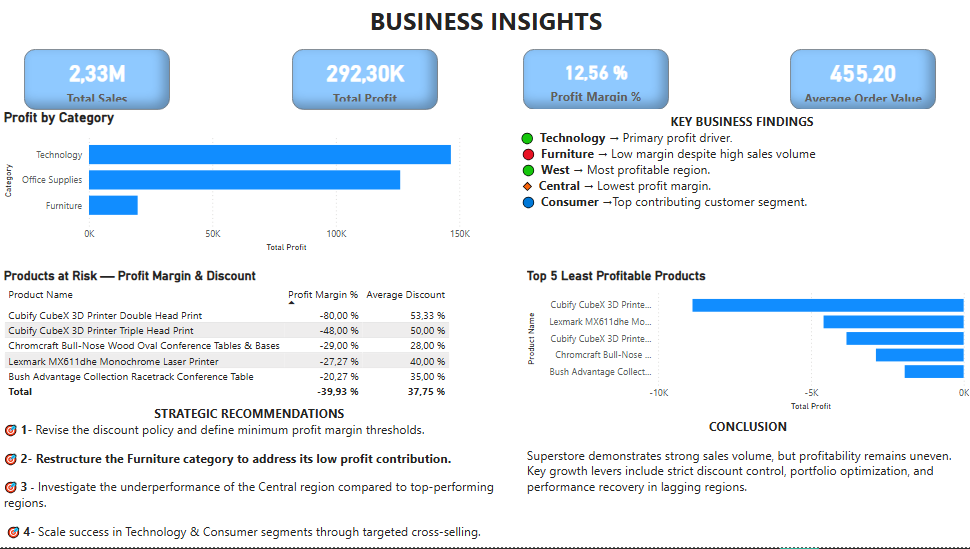 BUSINESS INSIGHTS
2,33M
Total Sales
292,30K
Total Profit
12,56 %
Profit Margin %
455,20
Average Order Value
Profit by Category
Category
Technology
Office Supplies
Furniture
0K 50K 100K 150K
Total Profit
KEY BUSINESS FINDINGS
Technology → Primary profit driver.
Furniture → Low margin despite high sales volume
West → Most profitable region.
Central → Lowest profit margin.
Consumer →Top contributing customer segment.
Products at Risk — Profit Margin & Discount
Product Name Profit Margin % Average Discount
Cubify CubeX 3D Printer Double Head Print -80,00 % 53,33 %
Cubify CubeX 3D Printer Triple Head Print -48,00 % 50,00 %
Chromcraft Bull-Nose Wood Oval Conference Tables & Bases -29,00 % 28,00 %
Lexmark MX611dhe Monochrome Laser Printer -27,27 % 40,00 %
Bush Advantage Collection Racetrack Conference Table -20,27 % 35,00 %
Total -39,93 % 37,75 %
Top 5 Least Profitable Products
Product Name
Cubify CubeX 3D Printe...
Lexmark MX611dhe Mo...
Cubify CubeX 3D Printe...
Chromcraft Bull-Nose ...
Bush Advantage Collect...
-10K -5K 0K
Total Profit
STRATEGIC RECOMMENDATIONS
1- Revise the discount policy and define minimum profit margin thresholds.
2- Restructure the Furniture category to address its low profit contribution.
3 - Investigate the underperformance of the Central region compared to top-performing
regions.
4- Scale success in Technology & Consumer segments through targeted cross-selling.
CONCLUSION
Superstore demonstrates strong sales volume, but profitability remains uneven.
Key growth levers include strict discount control, portfolio optimization, and
performance recovery in lagging regions.